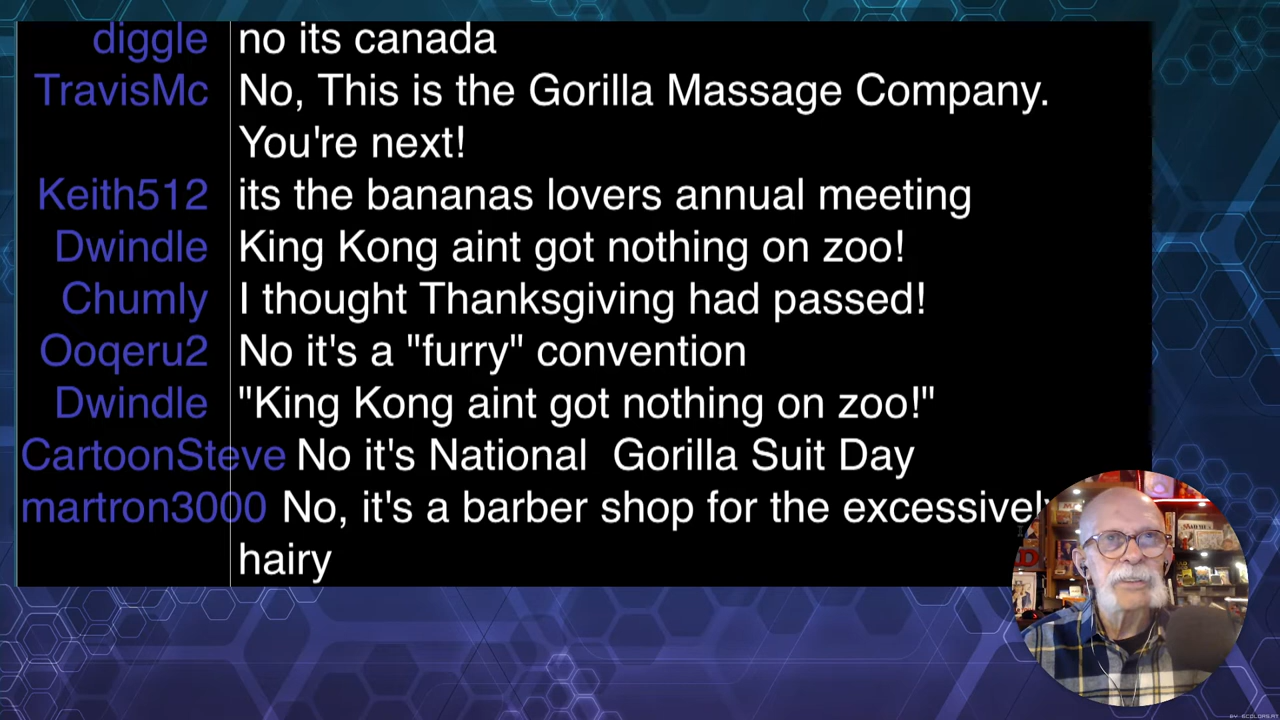 diggle no its canada
TravisMc No, This is the Gorilla Massage Company.
You're next!
Keith512 its the bananas lovers annual meeting
Dwindle King Kong aint got nothing on zoo!
Chumly I thought Thanksgiving had passed!
Ooqeru2 No it's a "furry" convention
Dwindle "King Kong aint got nothing on zoo!"
CartoonSteve No it's National  Gorilla Suit Day
martron3000 No, it's a barber shop for the excessively
hairy